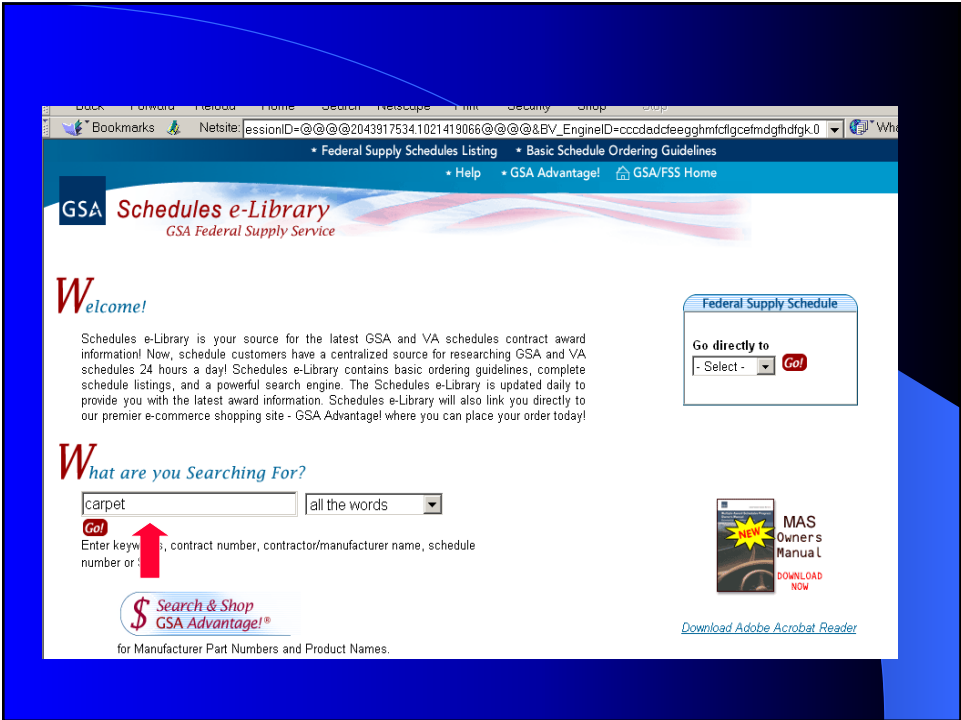 Back Forward Reload Home Search Netscape Print Security Shop Stop
Bookmarks Netsite: essionID=@@@@2043917534.1021419066@@@@&BV_EngineID=cccdadcfeegghmfcflgcefmdgfhdfgk.0
Federal Supply Schedules Listing Basic Schedule Ordering Guidelines
Help GSA Advantage! GSA/FSS Home
GSA Schedules e-Library
GSA Federal Supply Service
Welcome!
Schedules e-Library is your source for the latest GSA and VA schedules contract award
information! Now, schedule customers have a centralized source for researching GSA and VA
schedules 24 hours a day! Schedules e-Library contains basic ordering guidelines, complete
schedule listings, and a powerful search engine. The Schedules e-Library is updated daily to
provide you with the latest award information. Schedules e-Library will also link you directly to
our premier e-commerce shopping site - GSA Advantage! where you can place your order today!
Federal Supply Schedule
Go directly to
- Select - Go!
What are you Searching For?
carpet all the words
Go!
Enter , contract number, contractor/manufacturer name, schedule
number or
$ Search & Shop
GSA Advantage!®
for Manufacturer Part Numbers and Product Names.
NEW
MAS
Owners
Manual
DOWNLOAD
NOW
Download Adobe Acrobat Reader